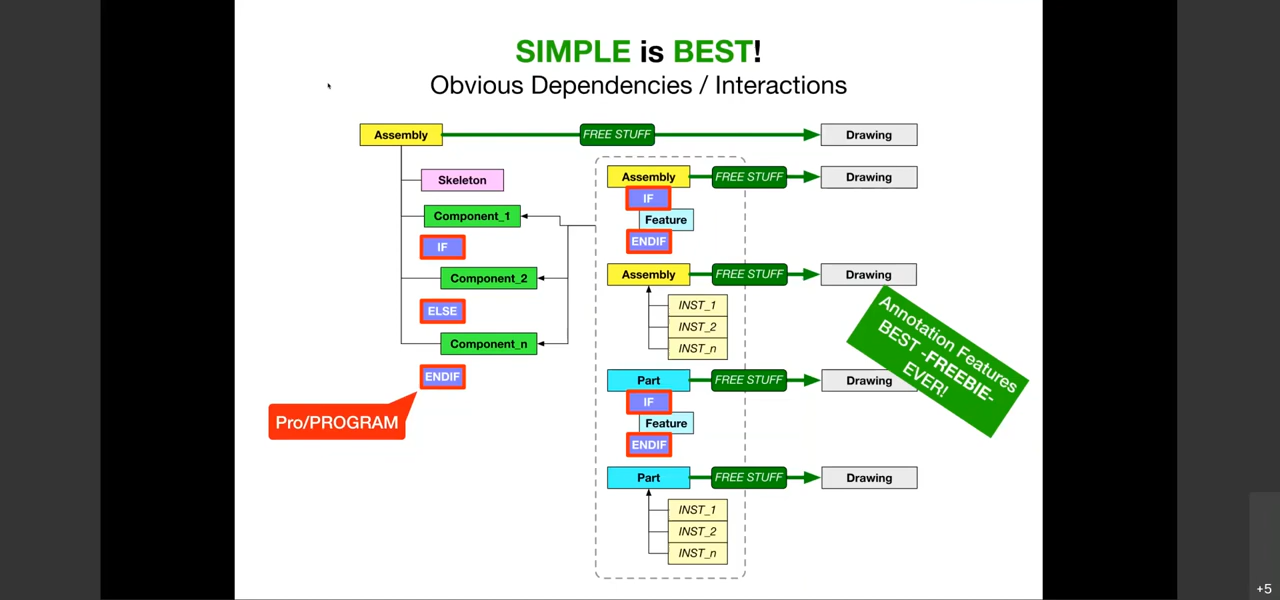 SIMPLE is BEST!
Obvious Dependencies / Interactions
Assembly
FREE STUFF
Drawing
Skeleton
Component_1
IF
Component_2
ELSE
Component_n
ENDIF
Pro/PROGRAM
Assembly
FREE STUFF
Drawing
IF
Feature
ENDIF
Assembly
FREE STUFF
Drawing
INST_1
INST_2
INST_n
Part
FREE STUFF
Drawing
IF
Feature
ENDIF
Part
FREE STUFF
Drawing
INST_1
INST_2
INST_n
Annotation Features
BEST -FREEBIE-
EVER!
+5